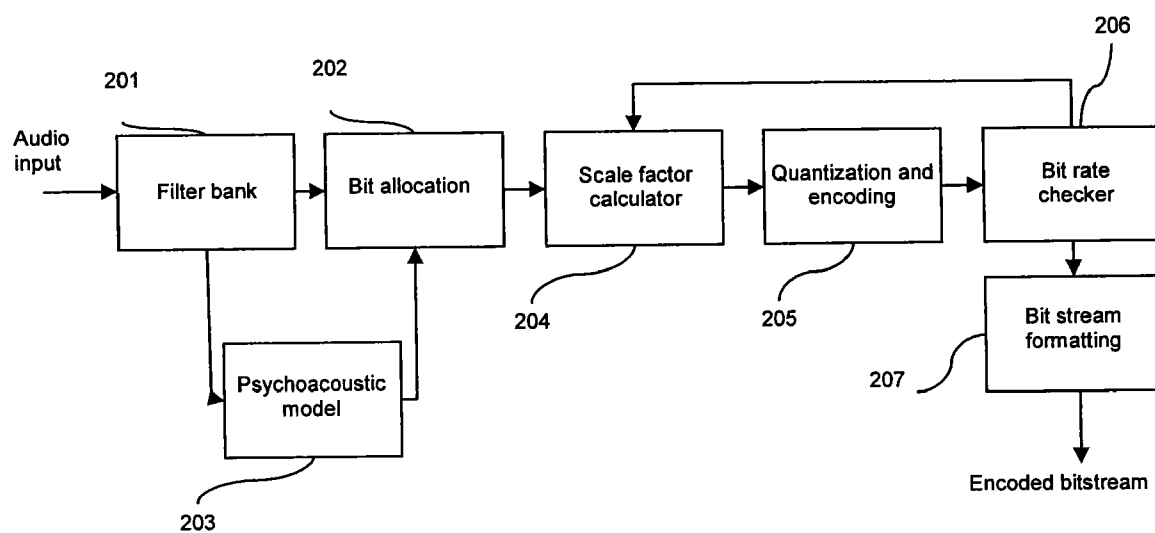 206
201
202
Audio
input
Filter bank
Bit allocation
Scale factor
calculator
Quantization and
encoding
Bit rate
checker
204
205
Bit stream
formatting
207
Psychoacoustic
model
203
Encoded bitstream